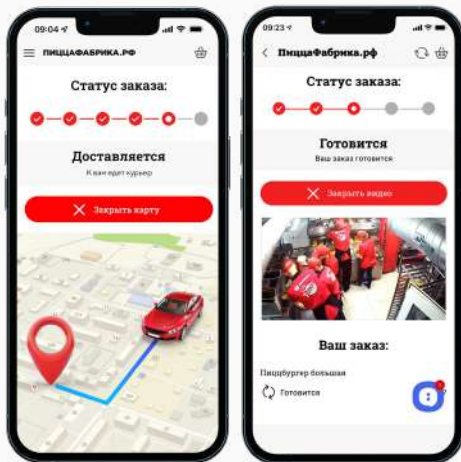 09:04
ПИЦЦАФАБРИКА.РФ
Статус заказа:
Доставляется
К вам едет курьер
Закрыть карту
09:23
ПиццаФабрика.рф
Статус заказа:
Готовится
Ваш заказ готовится
Закрыть видео
Ваш заказ:
Пиццбургер большая
Готовится